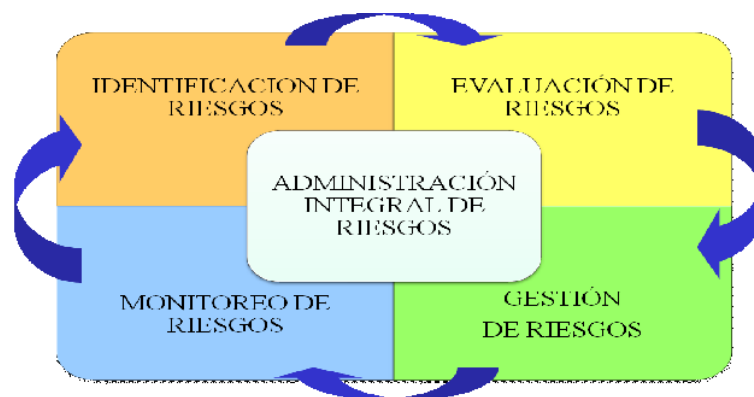 IDENTIFICACION DE
RIESGOS
EVALUACIÓN DE
RIESGOS
ADMINISTRACIÓN
INTEGRAL DE
RIESGOS
MONITOREO DE
RIESGOS
GESTIÓN
DE RIESGOS